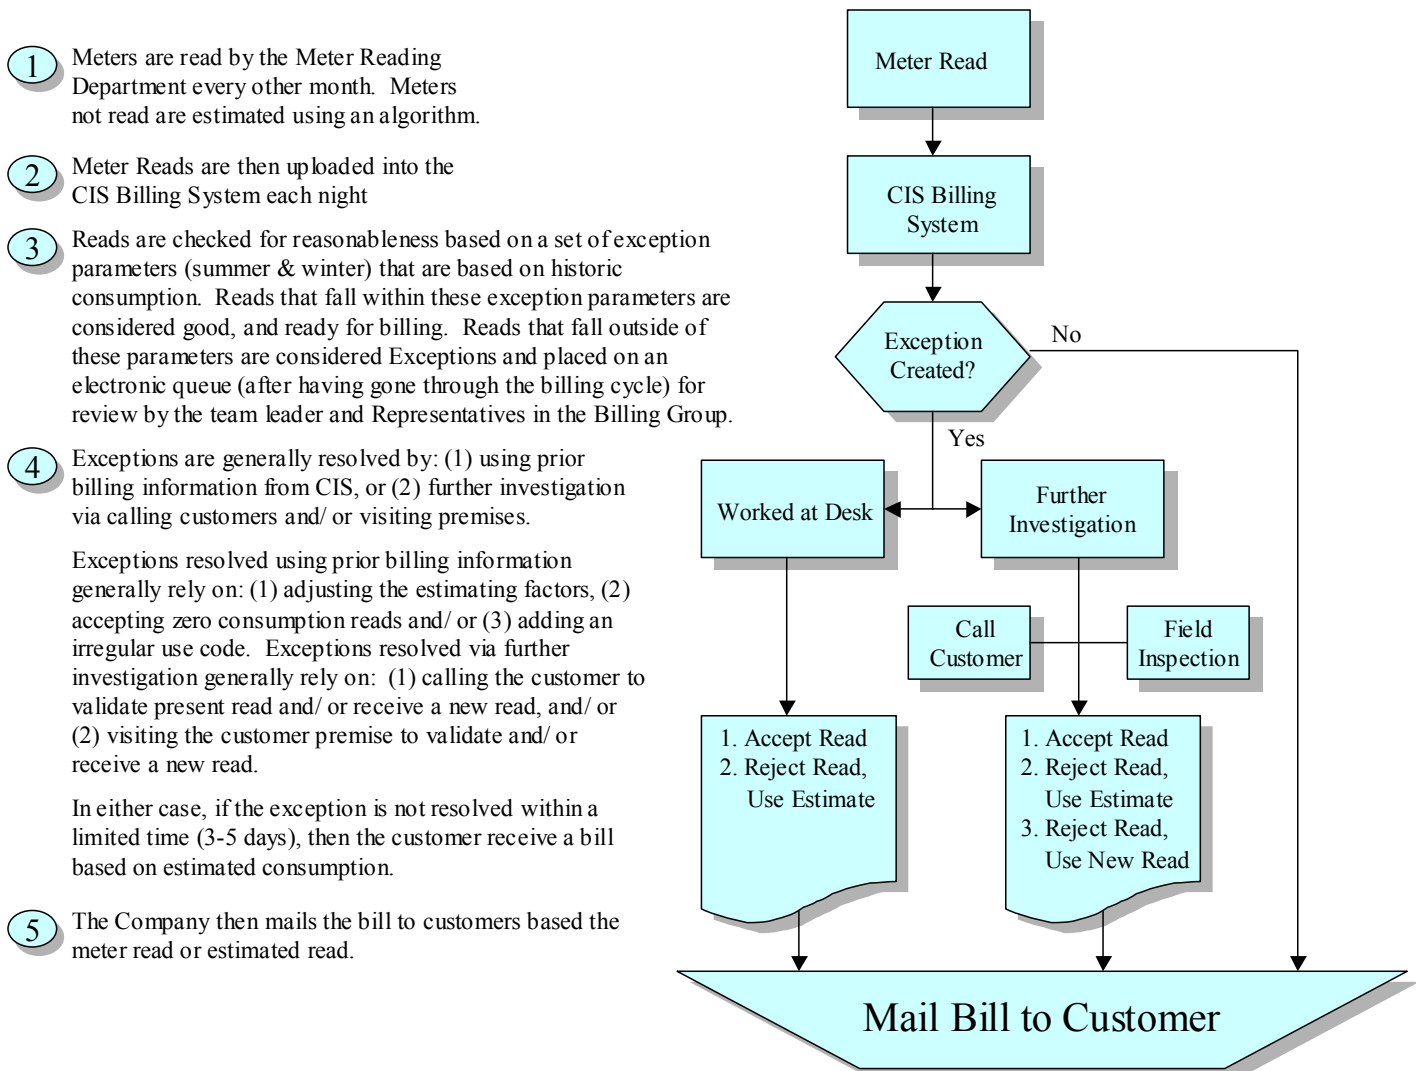 1
Meters are read by the Meter Reading
Department every other month. Meters
not read are estimated using an algorithm.
2
Meter Reads are then uploaded into the
CIS Billing System each night
3
Reads are checked for reasonableness based on a set of exception
parameters (summer & winter) that are based on historic
consumption. Reads that fall within these exception parameters are
considered good, and ready for billing. Reads that fall outside of
these parameters are considered Exceptions and placed on an
electronic queue (after having gone through the billing cycle) for
review by the team leader and Representatives in the Billing Group.
4
Exceptions are generally resolved by: (1) using prior
billing information from CIS, or (2) further investigation
via calling customers and/ or visiting premises.
Exceptions resolved using prior billing information
generally rely on: (1) adjusting the estimating factors, (2)
accepting zero consumption reads and/ or (3) adding an
irregular use code. Exceptions resolved via further
investigation generally rely on: (1) calling the customer to
validate present read and/ or receive a new read, and/ or
(2) visiting the customer premise to validate and/ or
receive a new read.
In either case, if the exception is not resolved within a
limited time (3-5 days), then the customer receive a bill
based on estimated consumption.
5
The Company then mails the bill to customers based the
meter read or estimated read.
Meter Read
CIS Billing
System
Exception
Created?
No
Yes
Worked at Desk
Further
Investigation
Call
Customer
Field
Inspection
1. Accept Read
2. Reject Read,
Use Estimate
1. Accept Read
2. Reject Read,
Use Estimate
3. Reject Read,
Use New Read
Mail Bill to Customer